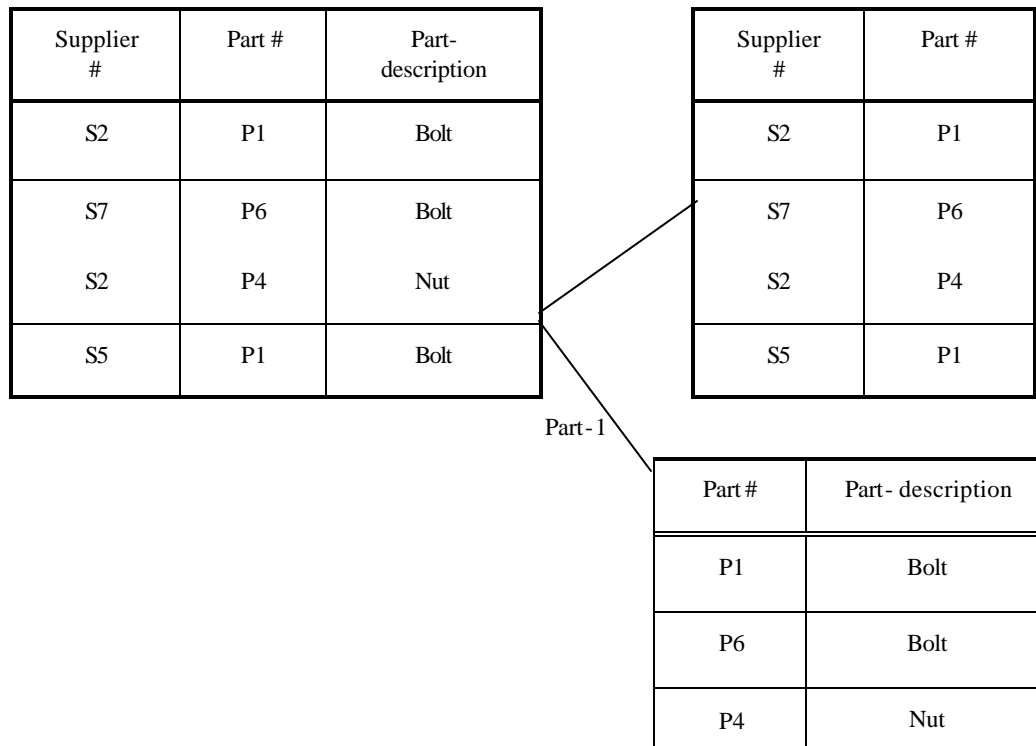 Supplier # Part # Part-description
S2 P1 Bolt
S7 P6 Bolt
S2 P4 Nut
S5 P1 Bolt
Supplier # Part #
S2 P1
S7 P6
S2 P4
S5 P1
Part-1
Part # Part- description
P1 Bolt
P6 Bolt
P4 Nut